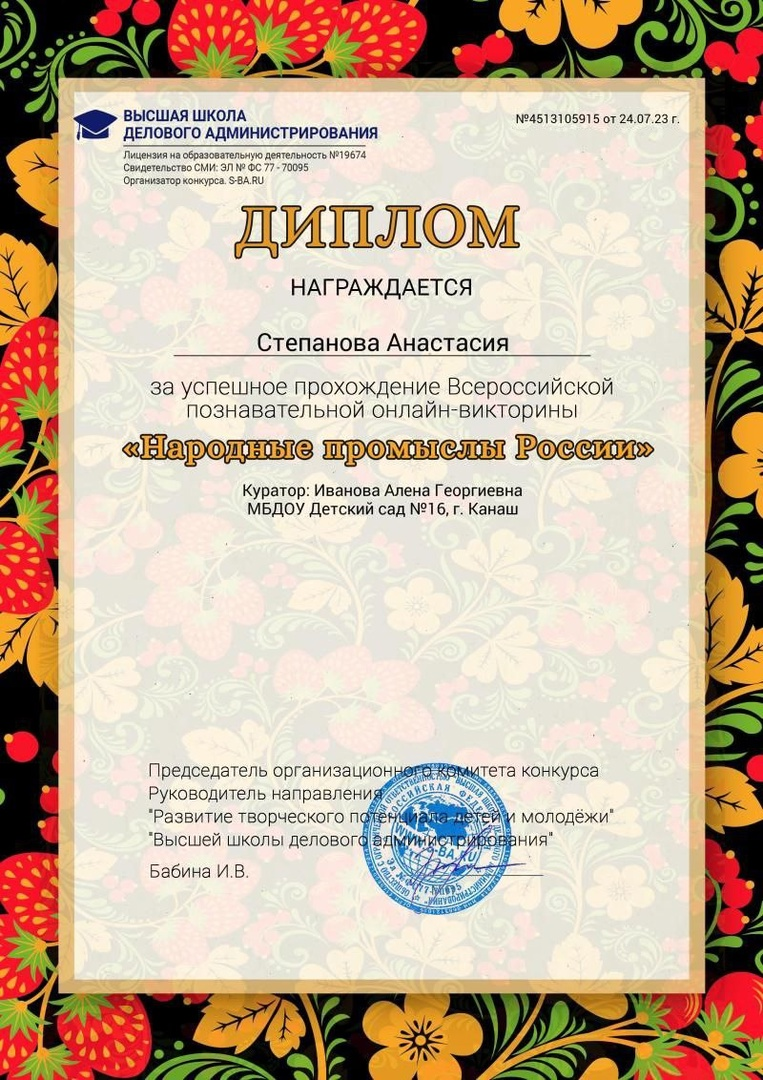 ВЫСШАЯ ШКОЛА
ДЕЛОВОГО АДМИНИСТРИРОВАНИЯ
№4513105915 от 24.07.23 г.
Лицензия на образовательную деятельность №19674
Свидетельство СМИ: ЭЛ № ФС 77 - 70095
Организатор конкурса. S-BA.RU
ДИПЛОМ
НАГРАЖДАЕТСЯ
Степанова Анастасия
за успешное прохождение Всероссийской
познавательной онлайн-викторины
«Народные промыслы России»
Куратор: Иванова Алена Георгиевна
МБДОУ Детский сад №16, г. Канаш
Председатель организационного комитета конкурса
Руководитель направления
"Развитие творческого потенциала детей и молодёжи"
"Высшей школы делового администрирования"
Бабина И.В.